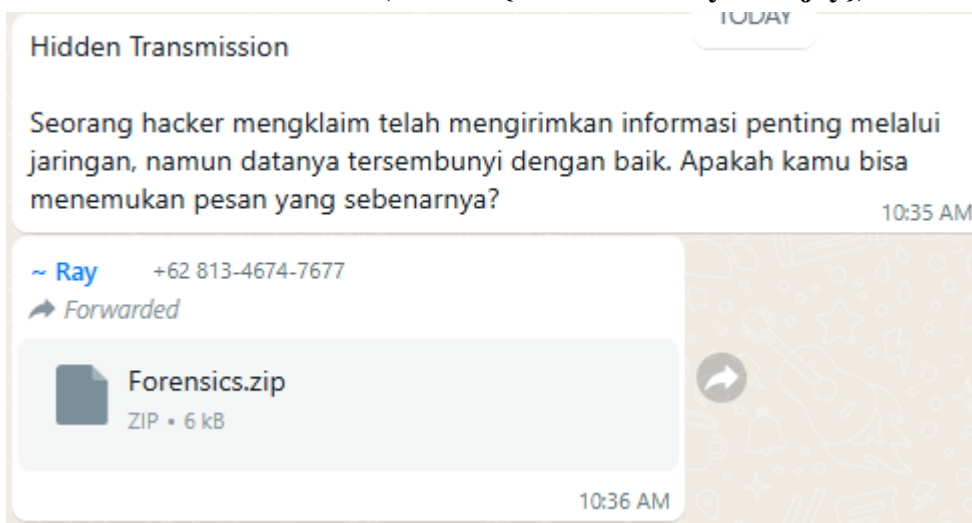 TODAY
Hidden Transmission
Seorang hacker mengklaim telah mengirimkan informasi penting melalui
jaringan, namun datanya tersembunyi dengan baik. Apakah kamu bisa
menemukan pesan yang sebenarnya?
10:35 AM
~ Ray +62 813-4674-7677
Forwarded
Forensics.zip
ZIP • 6 kB
10:36 AM